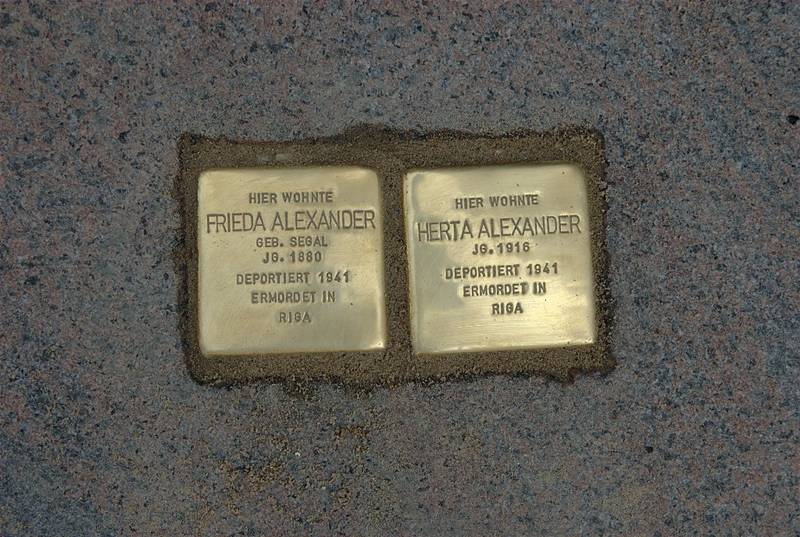 HIER WOHNTE
FRIEDA ALEXANDER
GEB. SEGAL
JG. 1880
DEPORTIERT 1941
ERMORDET IN
RIGA
HIER WOHNTE
HERTA ALEXANDER
JG. 1916
DEPORTIERT 1941
ERMORDET IN
RIGA